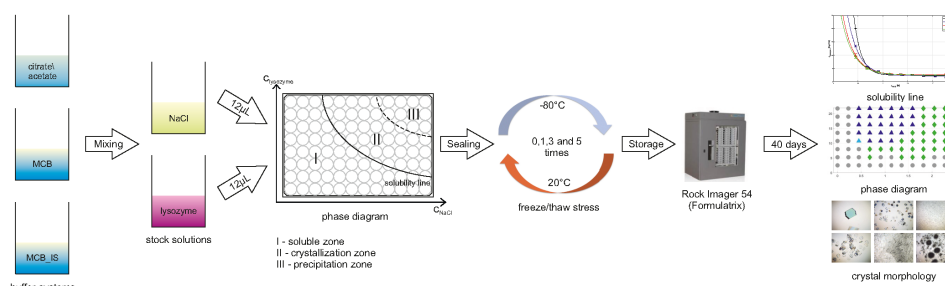 citrate\
acetate
MCB
MCB_IS
buffer systems
Mixing
NaCl
lysozyme
stock solutions
12µL
12µL
Clysozyme
I
II
III
solubility line
CNaCl
phase diagram
I - soluble zone
II - crystallization zone
III - precipitation zone
Sealing
-80°C
0,1,3 and 5
times
20°C
freeze/thaw stress
Storage
Rock Imager 54
(Formulatrix)
40 days
solubility line
phase diagram
crystal morphology